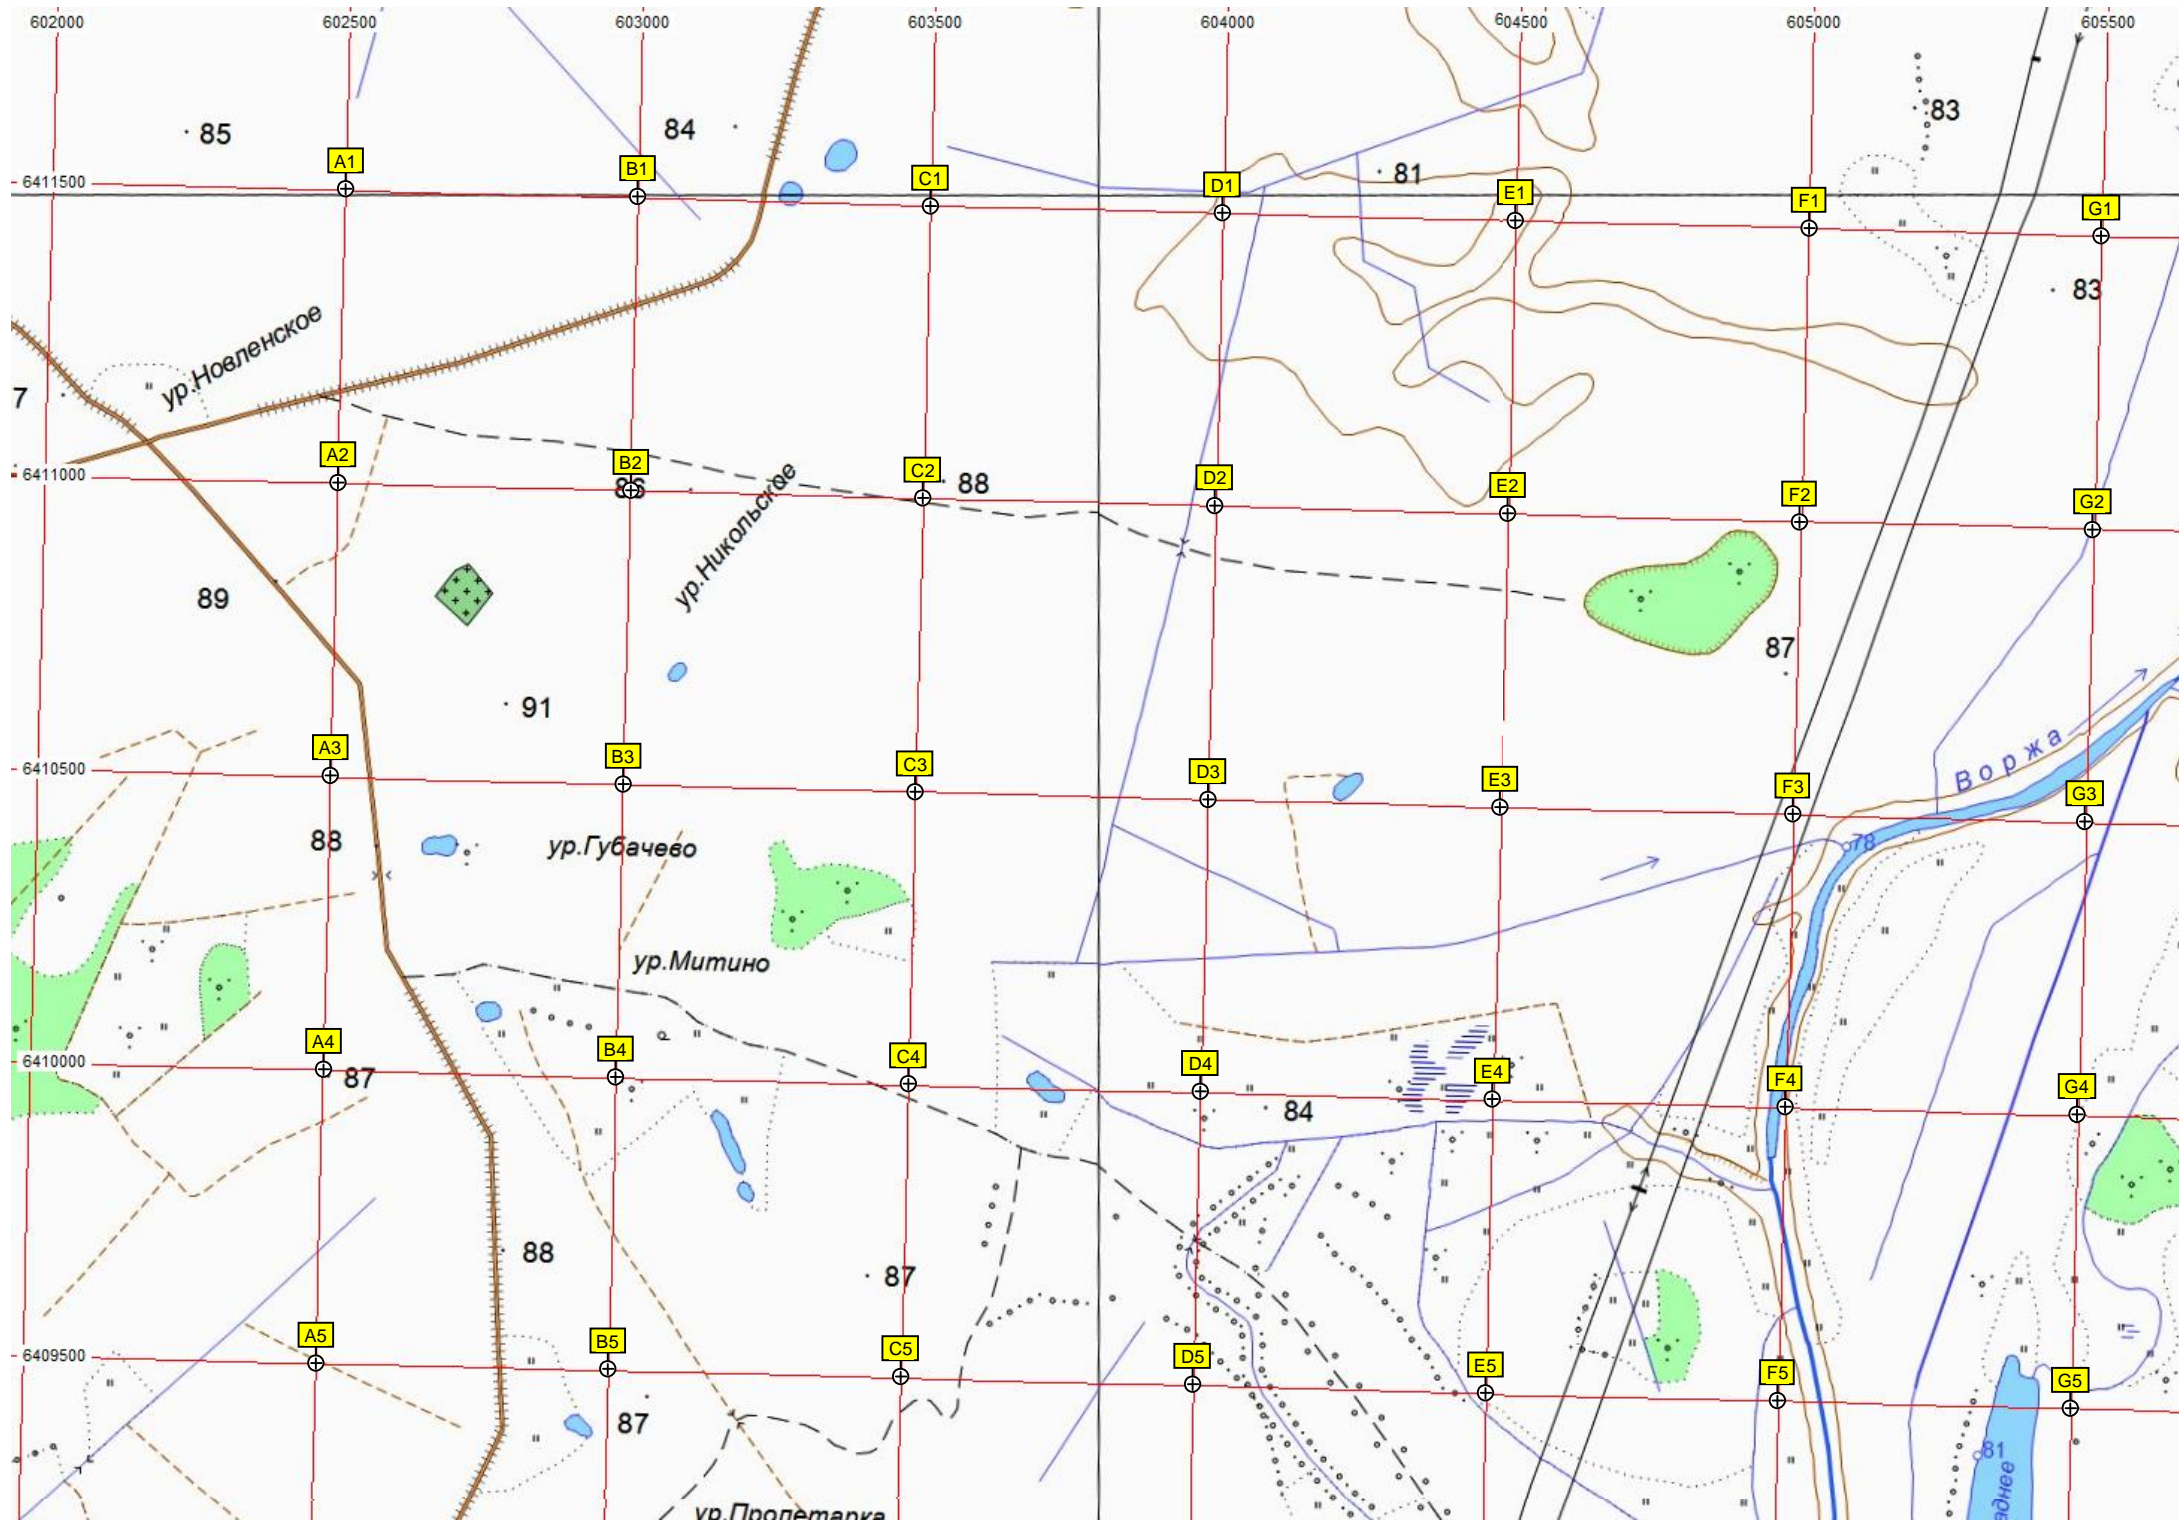 602000 602500 603000 603500 604000 604500 605000 605500
83
85 84
A1 B1 81 C1 D1 E1 F1 G1
6411500
83
ур.Новленское
7
A2 B2 C2 D2 E2 F2 G2
6411000
86 88
ур.Никольское
89
87
91
A3 B3 C3 D3 E3 F3 G3
6410500
Воржа
88 ур.Губачево 78
ур.Митино
A4 B4 C4 D4 E4 F4 G4
6410000
87 84
88 87
A5 B5 C5 D5 E5 F5 G5
6409500
87
81
аднее
ур.Пролетарка